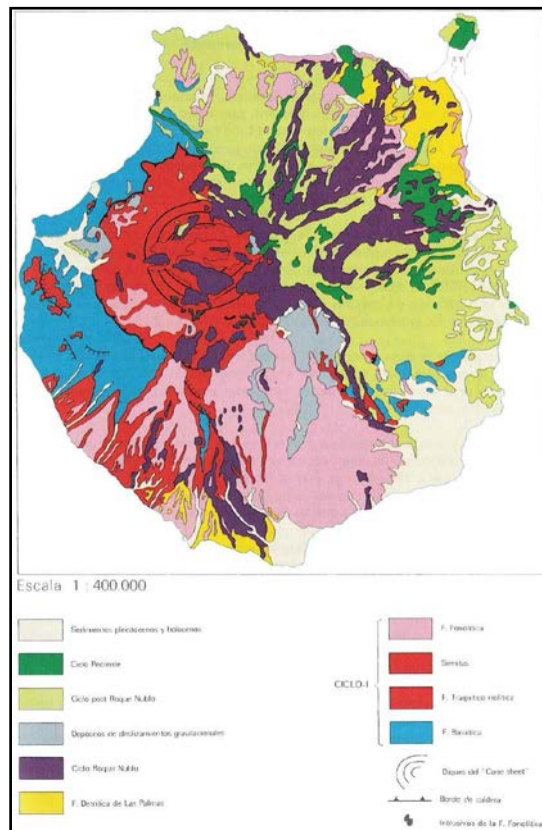 Escala 1 : 400.000
Sedimentos pleistocenos y holocenos
Ciclo Reciente
Ciclo post Roque Nublo
Depósitos de deslizamientos gravitacionales
Ciclo Roque Nublo
F. Detrítica de Las Palmas
CICLO-I
F. Fonolítica
Sienitas
F. Traquítico riolítica
F. Basáltica
Diques del "Cone sheet"
Borde de caldera
Intrusivos de la F. Fonolítica